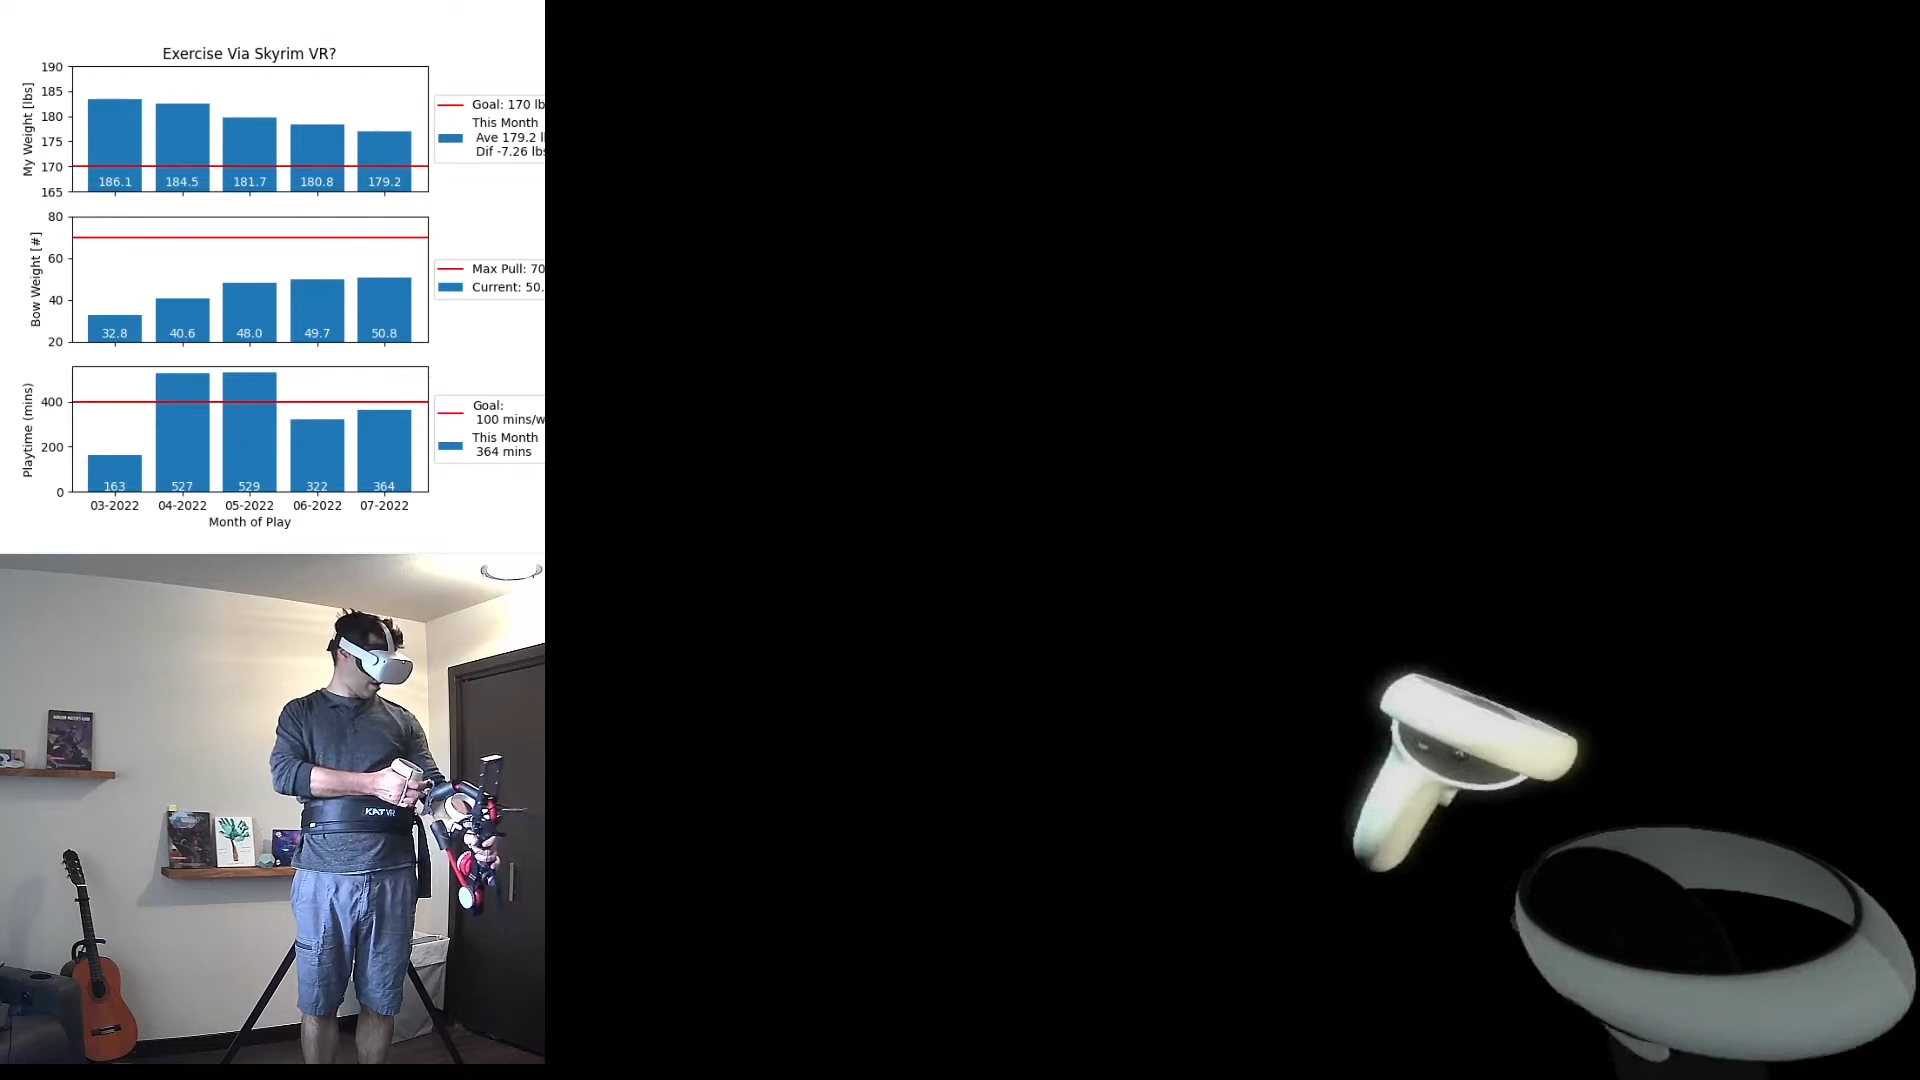 Exercise Via Skyrim VR?
My Weight [lbs]
190
185
180
175
170
165
186.1
184.5
181.7
180.8
179.2
Goal: 170 lb
This Month
Ave 179.2 l
Dif -7.26 lbs
Bow Weight [#]
80
60
40
20
32.8
40.6
48.0
49.7
50.8
Max Pull: 70
Current: 50.
Playtime (mins)
400
200
0
163
527
529
322
364
Goal:
100 mins/w
This Month
364 mins
03-2022
04-2022
05-2022
06-2022
07-2022
Month of Play
KAT VR